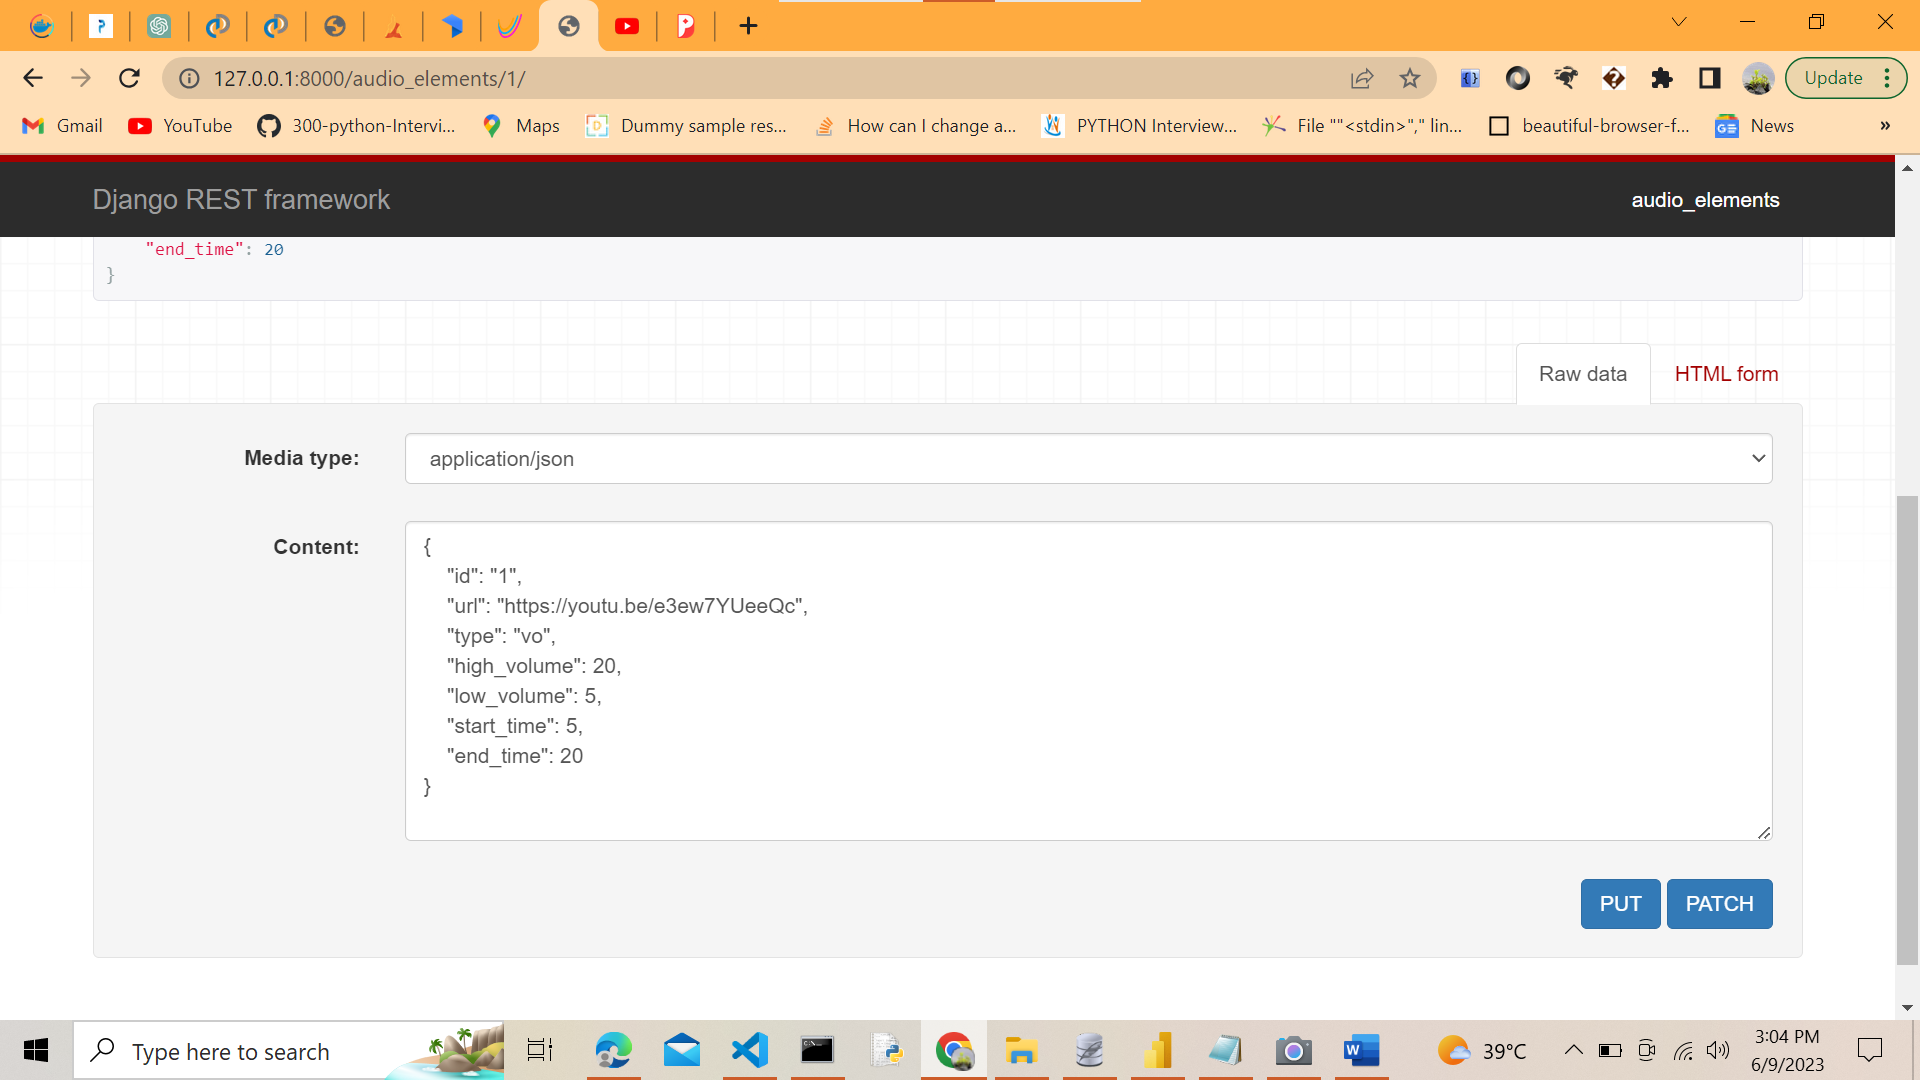 127.0.0.1:8000/audio_elements/1/
Update
Gmail
YouTube
300-python-Intervi...
Maps
Dummy sample res...
How can I change a...
PYTHON Interview...
File ""<stdin>"," lin...
beautiful-browser-f...
News
»
Django REST framework
audio_elements
"end_time": 20
}
Raw data
HTML form
Media type:
application/json
Content:
{
"id": "1",
"url": "https://youtu.be/e3ew7YUeeQc",
"type": "vo",
"high_volume": 20,
"low_volume": 5,
"start_time": 5,
"end_time": 20
}
PUT
PATCH
Type here to search
39°C
3:04 PM
6/9/2023